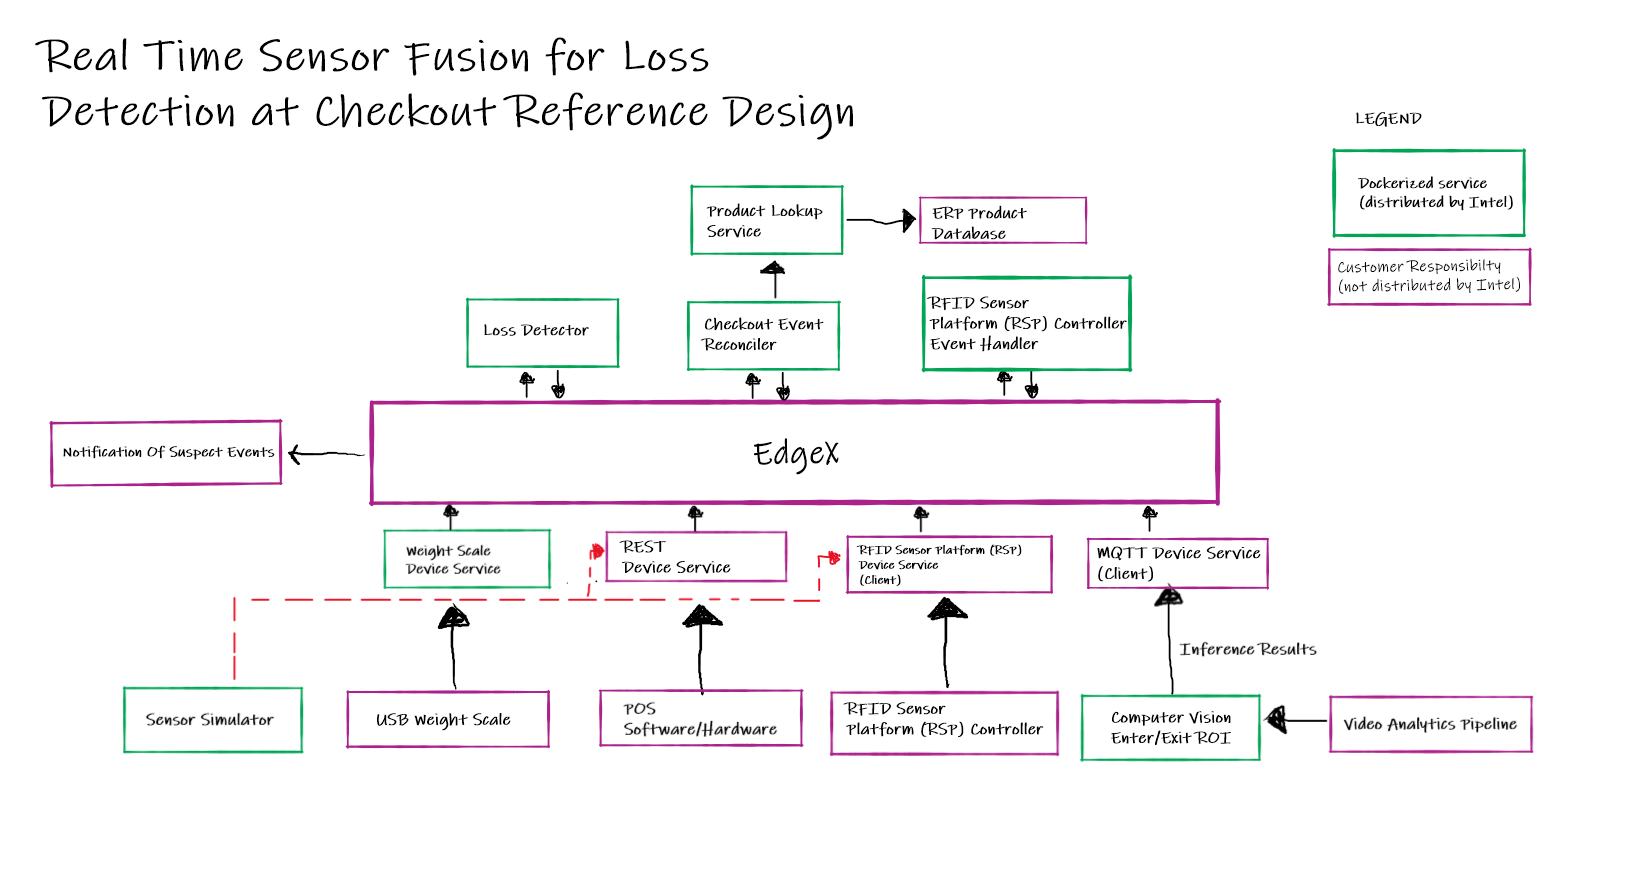 Real Time Sensor Fusion for Loss
Detection at Checkout Reference Design
LEGEND
Dockerized service
(distributed by Intel)
Customer Responsibilty
(not distributed by Intel)
Product Lookup
Service
ERP Product
Database
Loss Detector
Checkout Event
Reconciler
RFID Sensor
Platform (RSP) Controller
Event Handler
Notification Of Suspect Events
EdgeX
Weight Scale
Device Service
REST
Device Service
RFID Sensor Platform (RSP)
Device Service
(Client)
MQTT Device Service
(Client)
Inference Results
Sensor Simulator
USB Weight Scale
POS
Software/Hardware
RFID Sensor
Platform (RSP) Controller
Computer Vision
Enter/Exit ROI
Video Analytics Pipeline